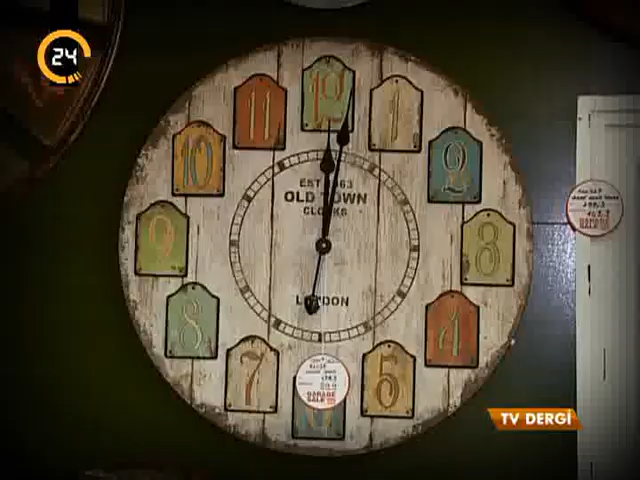 24
12
11
1
10
2
EST 1863
OLD TOWN
CLOCKS
9
3
LONDON
8
4
7
5
GARAGE
SALE
TV DERGİ